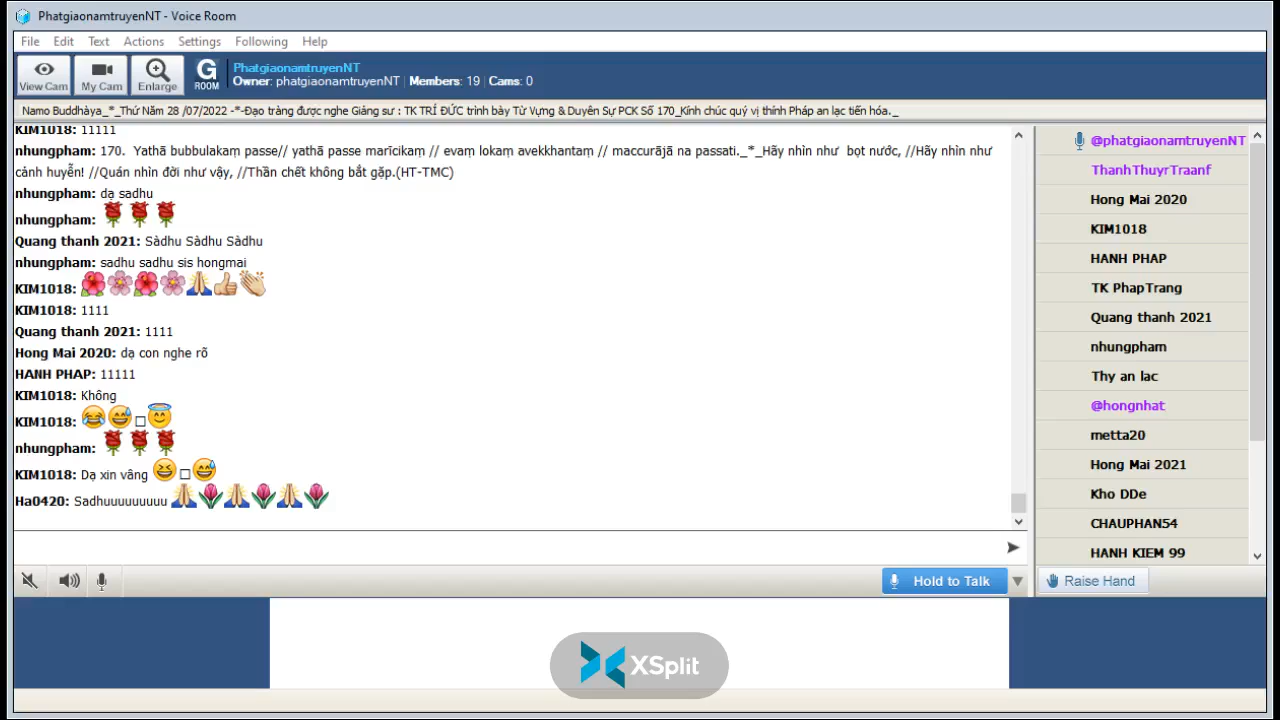 PhatgiaonamtruyenNT - Voice Room
File Edit Text Actions Settings Following Help
View Cam My Cam Enlarge G ROOM
PhatgiaonamtruyenNT
Owner: phatgiaonamtruyenNT | Members: 19 | Cams: 0
Namo Buddhàya_*_Thứ Năm 28 /07/2022 -*-Đạo tràng được nghe Giảng sư : TK TRÍ ĐỨC trình bày Từ Vựng & Duyên Sự PCK Số 170_Kính chúc quý vị thính Pháp an lạc tiến hóa._
KIM1018: 11111
nhungpham: 170. Yathā bubbulakaṃ passe// yathā passe marīcikaṃ // evaṃ lokaṃ avekkhantaṃ // maccurājā na passati._*_Hãy nhìn như bọt nước, //Hãy nhìn như
cảnh huyễn! //Quán nhìn đời như vậy, //Thần chết không bắt gặp.(HT-TMC)
nhungpham: dạ sadhu
nhungpham:
Quang thanh 2021: Sàdhu Sàdhu Sàdhu
nhungpham: sadhu sadhu sis hongmai
KIM1018:
KIM1018: 1111
Quang thanh 2021: 1111
Hong Mai 2020: dạ con nghe rõ
HANH PHAP: 11111
KIM1018: Không
KIM1018:
nhungpham:
KIM1018: Dạ xin vâng
Ha0420: Sadhuuuuuuuuu
@phatgiaonamtruyenNT
ThanhThuyrTraanf
Hong Mai 2020
KIM1018
HANH PHAP
TK PhapTrang
Quang thanh 2021
nhungpham
Thy an lac
@hongnhat
metta20
Hong Mai 2021
Kho DDe
CHAUPHAN54
HANH KIEM 99
Hold to Talk
Raise Hand
XSplit